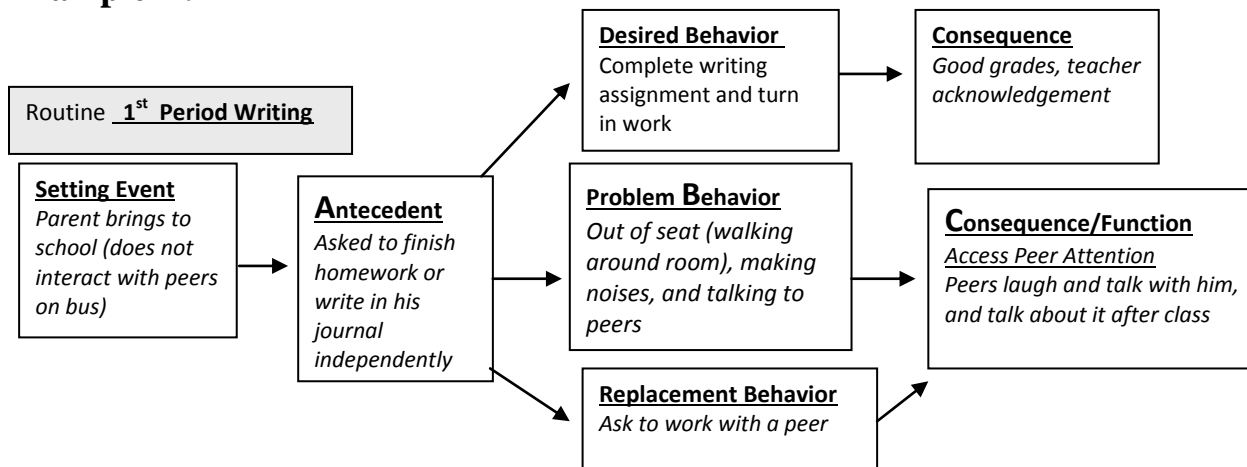 Desired Behavior
Complete writing
assignment and turn
in work
Consequence
Good grades, teacher
acknowledgement
Routine 1st Period Writing
Setting Event
Parent brings to
school (does not
interact with peers
on bus)
Antecedent
Asked to finish
homework or
write in his
journal
independently
Problem Behavior
Out of seat (walking
around room), making
noises, and talking to
peers
Consequence/Function
Access Peer Attention
Peers laugh and talk with him,
and talk about it after class
Replacement Behavior
Ask to work with a peer